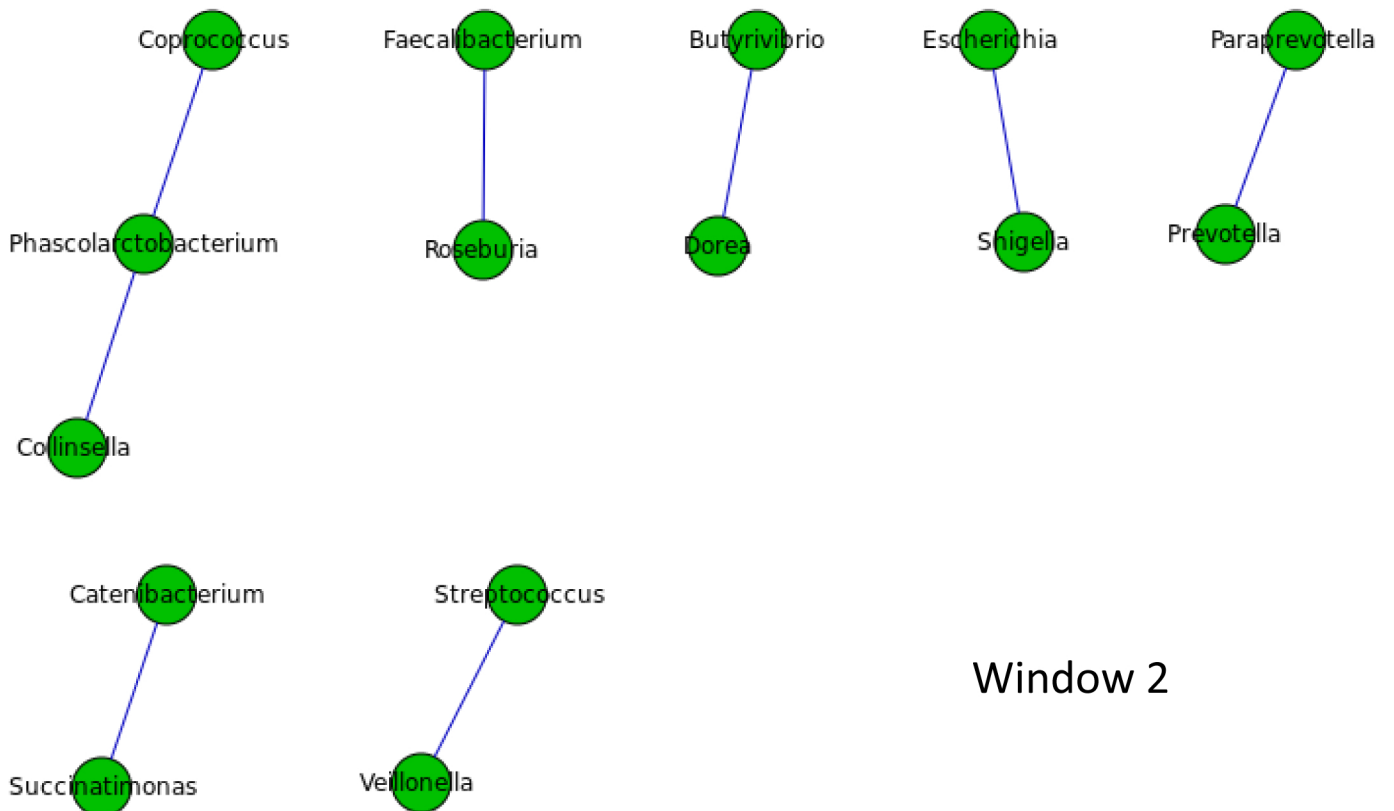 Coprococcus
Faecalibacterium
Butyrivibrio
Escherichia
Paraprevotella
Phascolarctobacterium
Roseburia
Dorea
Shigella
Prevotella
Collinsella
Catenibacterium
Streptococcus
Window 2
Succinatimonas
Veillonella